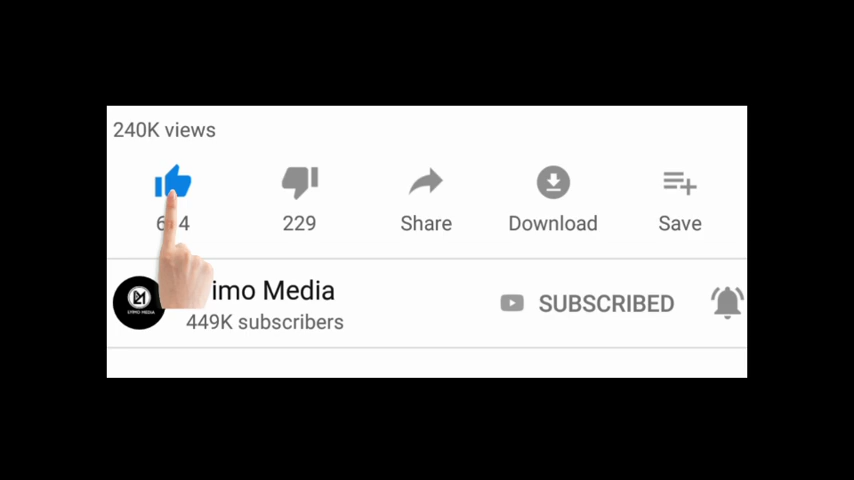 240K views
229
Share
Download
Save
imo Media
SUBSCRIBED
449K subscribers